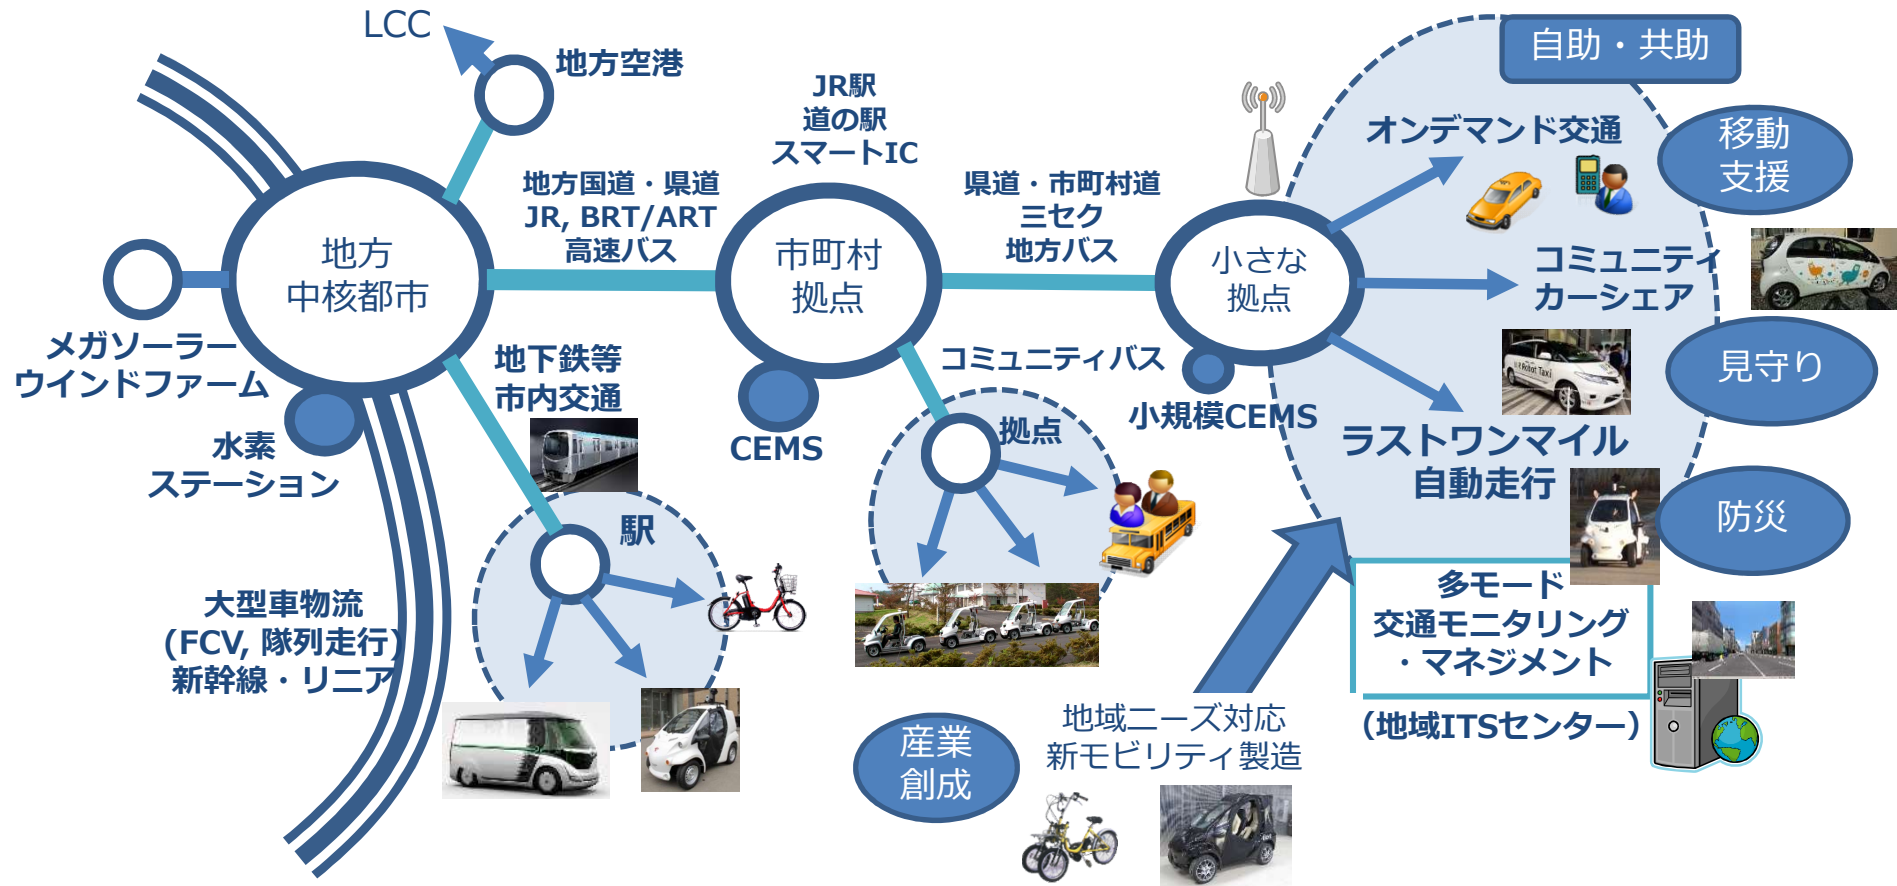 LCC
地方空港
JR駅
道の駅
スマートIC
自助・共助
オンデマンド交通
移動
支援
地方国道・県道
JR, BRT/ART
高速バス
県道・市町村道
三セク
地方バス
地方
中核都市
市町村
拠点
小さな
拠点
コミュニティ
カーシェア
メガソーラー
ウインドファーム
地下鉄等
市内交通
コミュニティバス
見守り
Robot Taxi
水素
ステーション
CEMS
拠点
小規模CEMS
ラストワンマイル
自動走行
駅
防災
大型車物流
(FCV, 隊列走行)
新幹線・リニア
多モード
交通モニタリング
・マネジメント
(地域ITSセンター)
産業
創成
地域ニーズ対応
新モビリティ製造